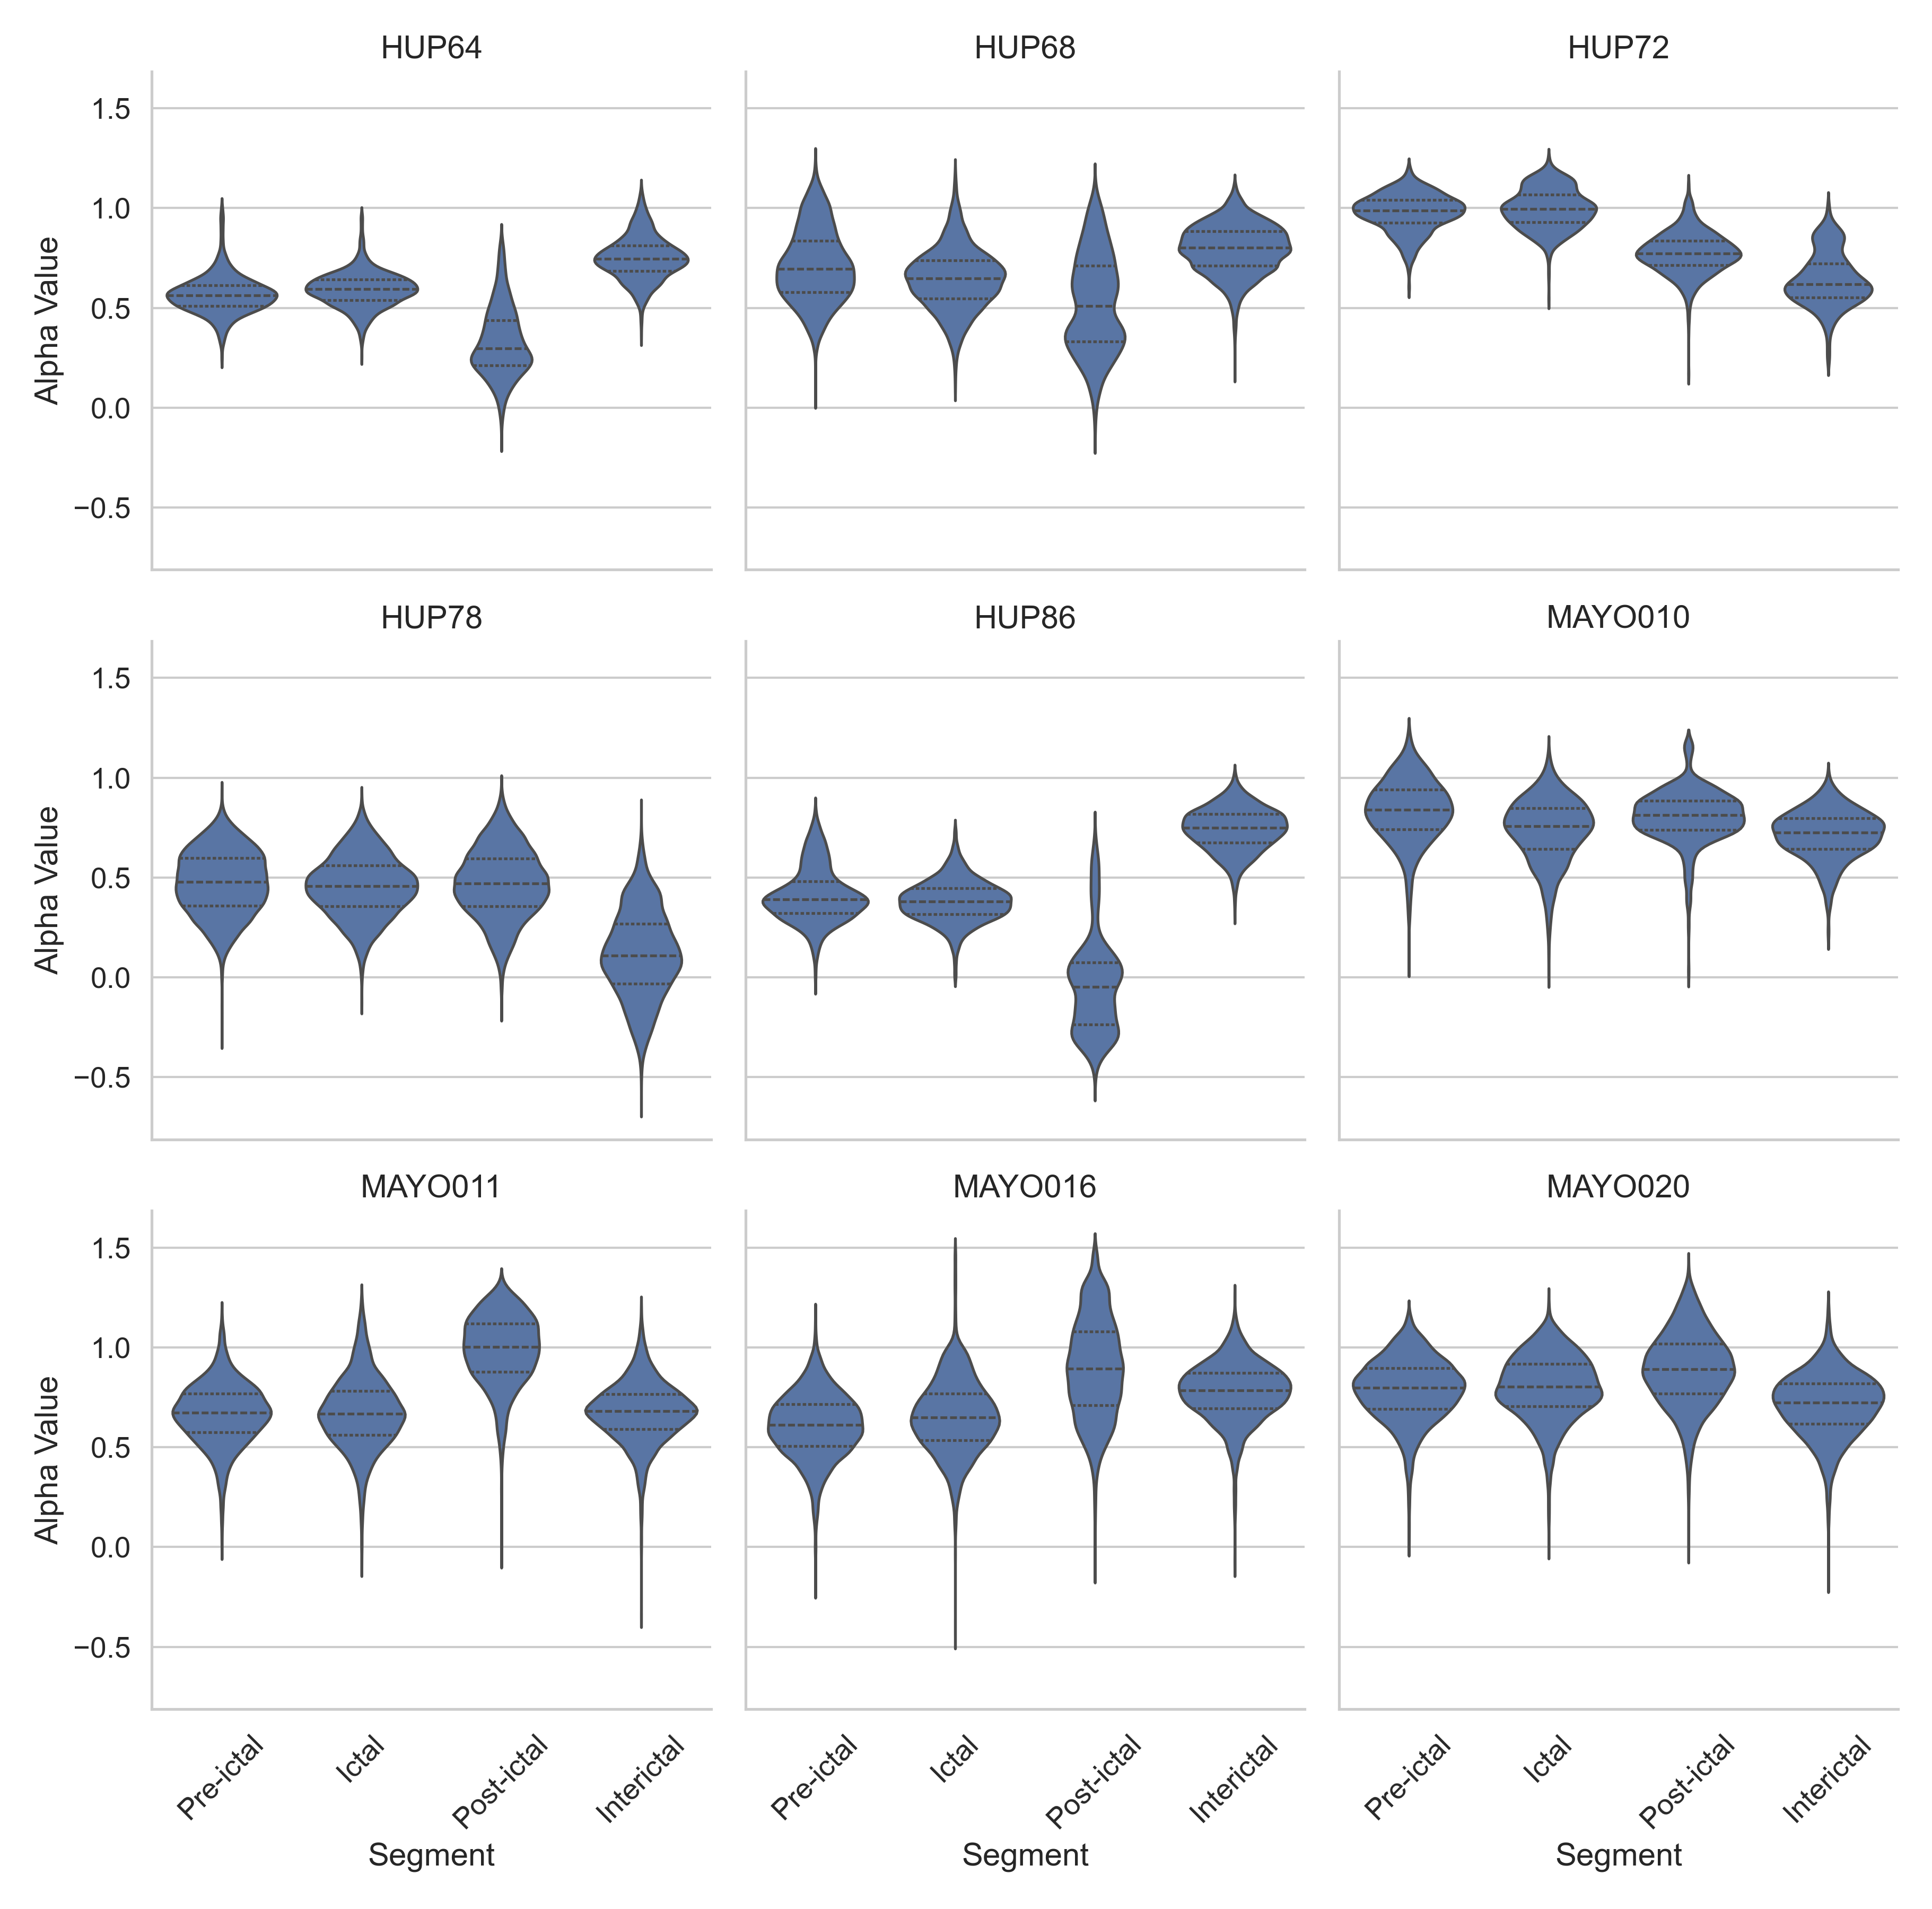 HUP64 HUP68 HUP72
1.5
1.0
0.5
0.0
−0.5
Alpha Value
HUP78 HUP86 MAYO010
1.5
1.0
0.5
0.0
−0.5
Alpha Value
MAYO011 MAYO016 MAYO020
1.5
1.0
0.5
0.0
−0.5
Alpha Value
Pre-ictal Ictal Post-ictal Interictal Pre-ictal Ictal Post-ictal Interictal Pre-ictal Ictal Post-ictal Interictal
Segment Segment Segment